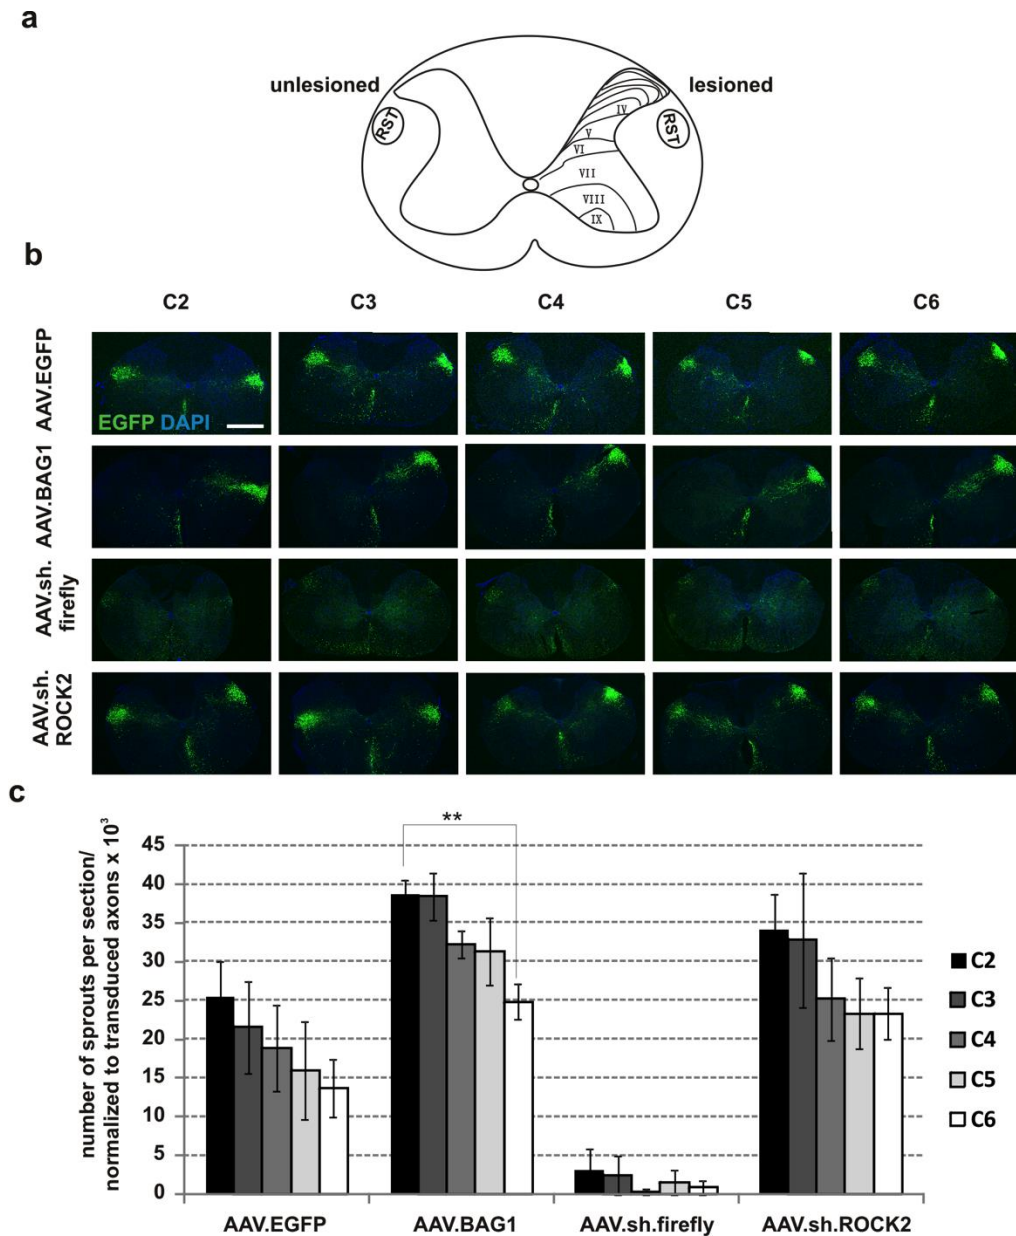 a
unlesioned
lesioned
RST
RST
IV
V
VI
VII
VIII
IX
b
C2 C3 C4 C5 C6
AAV.EGFP
EGFP DAPI
AAV.BAG1
AAV.sh.
firefly
AAV.sh.
ROCK2
c
number of sprouts per section/
normalized to transduced axons x 10³
**
45
40
35
30
25
20
15
10
5
0
C2
C3
C4
C5
C6
AAV.EGFP AAV.BAG1 AAV.sh.firefly AAV.sh.ROCK2